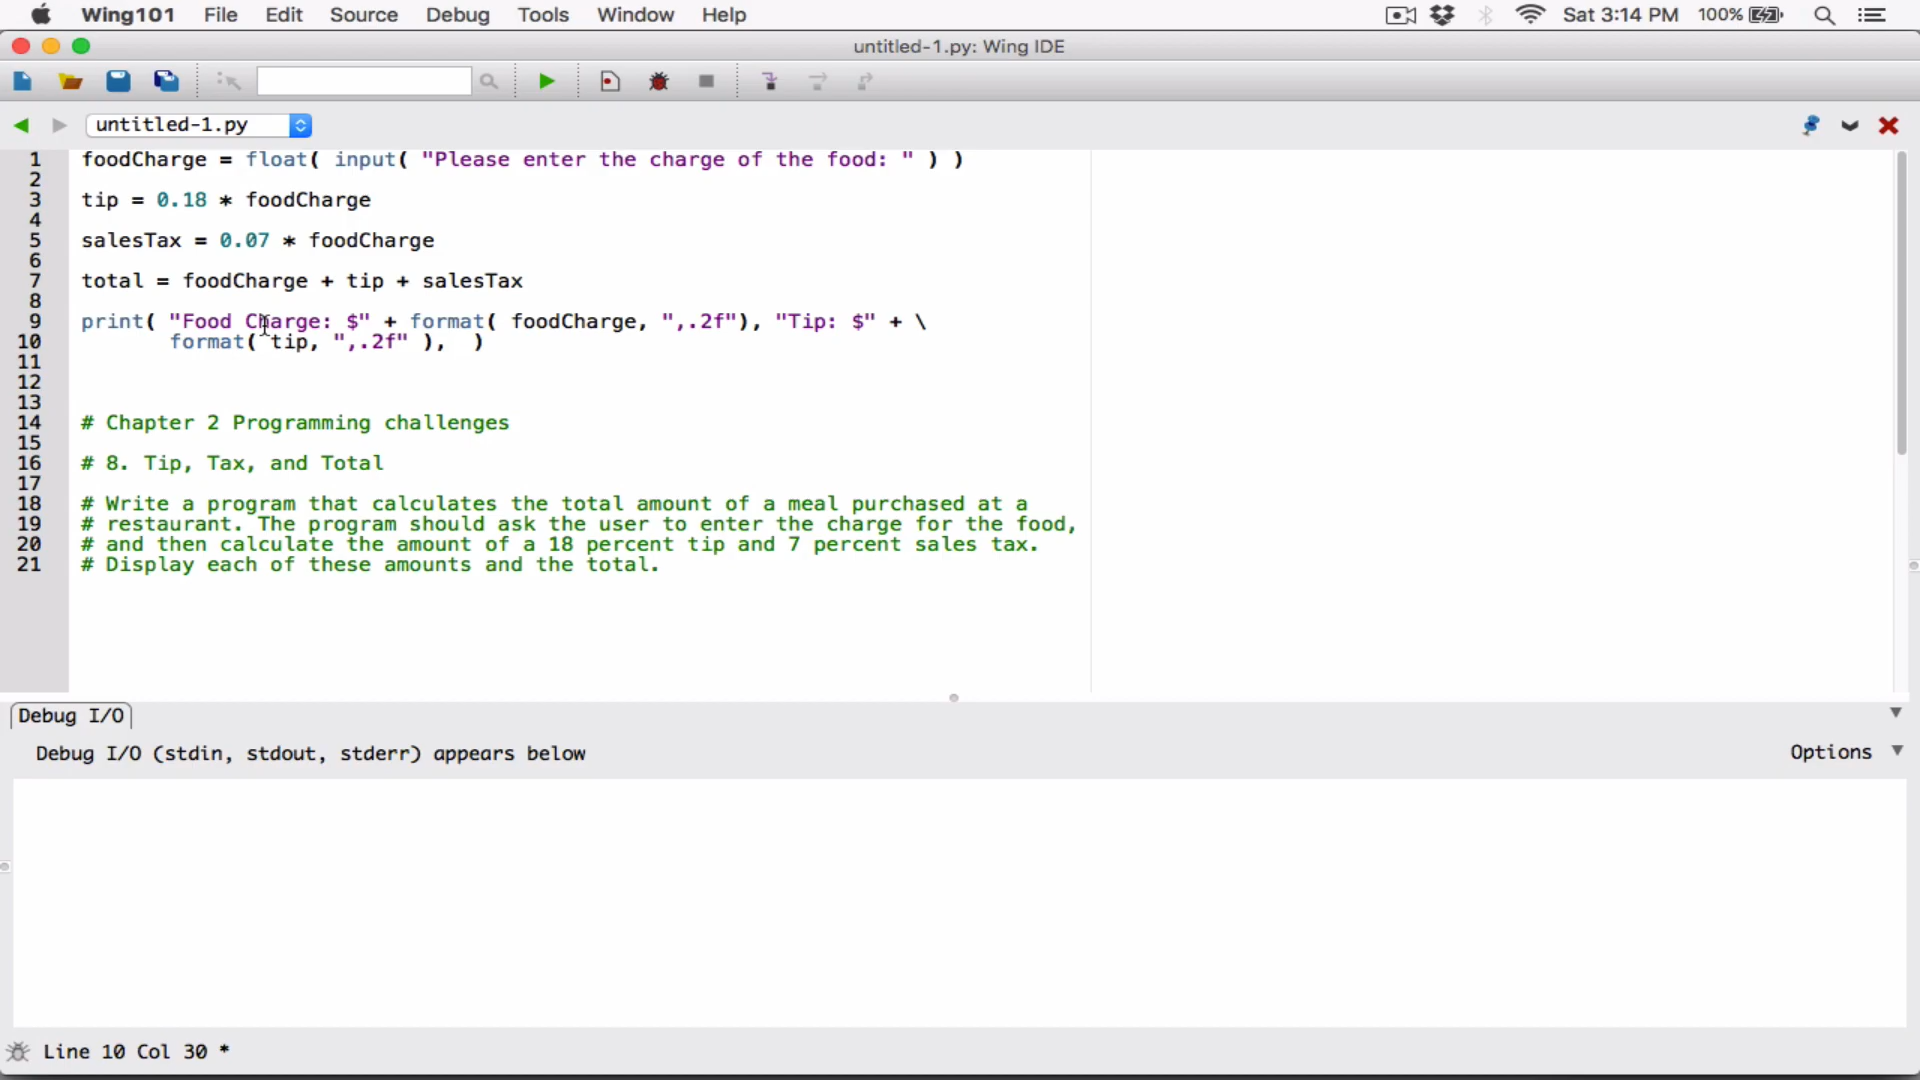 Wing101 File Edit Source Debug Tools Window Help Sat 3:14 PM 100%
untitled-1.py: Wing IDE
untitled-1.py
1 foodCharge = float( input( "Please enter the charge of the food: " ) )
2
3 tip = 0.18 * foodCharge
4
5 salesTax = 0.07 * foodCharge
6
7 total = foodCharge + tip + salesTax
8
9 print( "Food Charge: $" + format( foodCharge, ",.2f"), "Tip: $" + \
10 format( tip, ",.2f" ),  )
11
12
13
14 # Chapter 2 Programming challenges
15
16 # 8. Tip, Tax, and Total
17
18 # Write a program that calculates the total amount of a meal purchased at a
19 # restaurant. The program should ask the user to enter the charge for the food,
20 # and then calculate the amount of a 18 percent tip and 7 percent sales tax.
21 # Display each of these amounts and the total.
Debug I/O
Debug I/O (stdin, stdout, stderr) appears below Options
Line 10 Col 30 *